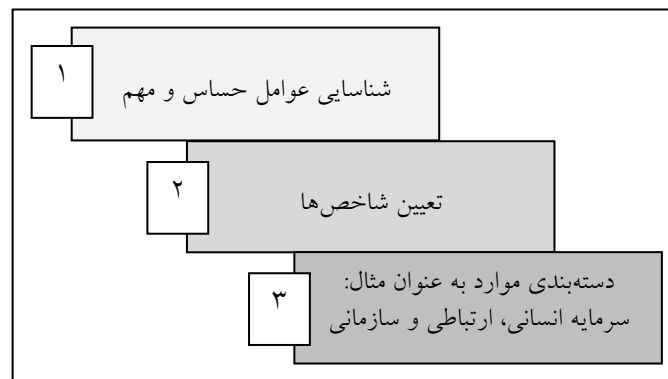 ۱
شناسایی عوامل حساس و مهم
۲
تعیین شاخص‌ها
۳
دسته‌بندی موارد به عنوان مثال:
سرمایه انسانی، ارتباطی و سازمانی